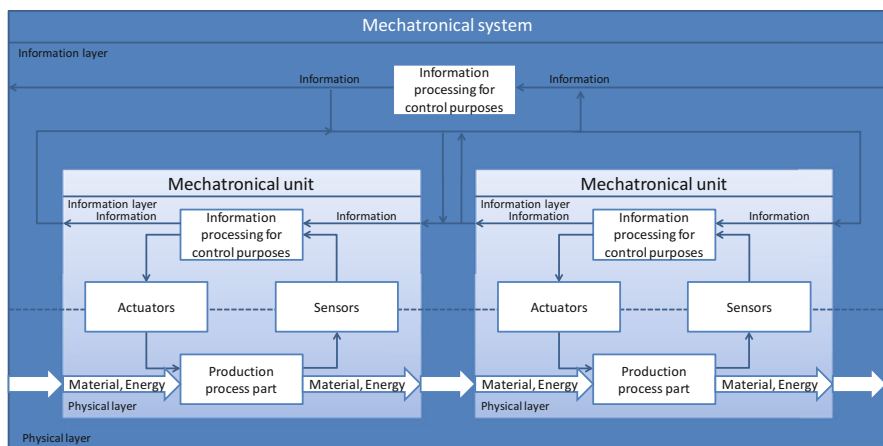 Mechatronical system
Information layer
Information
Information
processing for
control purposes
Information
Mechatronical unit
Information layer
Information
Information
processing for
control purposes
Information
Actuators
Sensors
Material, Energy
Production
process part
Material, Energy
Physical layer
Mechatronical unit
Information layer
Information
Information
processing for
control purposes
Information
Actuators
Sensors
Material, Energy
Production
process part
Material, Energy
Physical layer
Physical layer